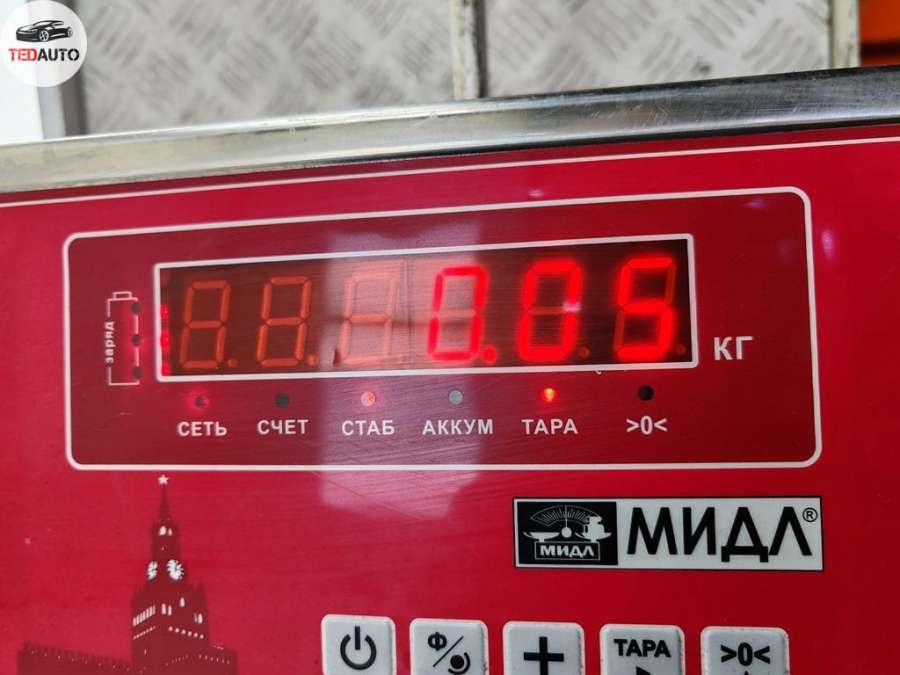 TEDAUTO
0.05
заряд
КГ
СЕТЬ СЧЕТ СТАБ АККУМ ТАРА >0<
МИДЛ МИДЛ®
Ф/ + ТАРА >0<